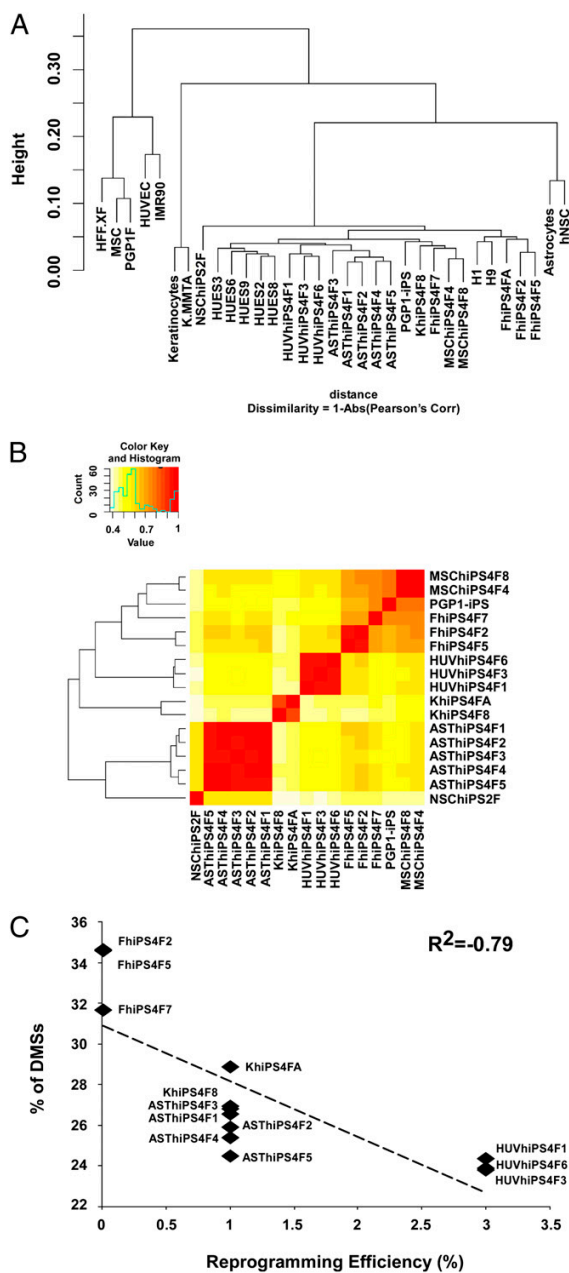 A
Height
0.00
0.10
0.20
0.30
HFF.XF
MSC
PGP1F
HUVEC
IMR90
Keratinocytes
K.MMTA
NSChiPS2F
HUES3
HUES6
HUES9
HUES2
HUES8
HUVhiPS4F1
HUVhiPS4F3
HUVhiPS4F6
ASThiPS4F3
ASThiPS4F1
ASThiPS4F2
ASThiPS4F4
ASThiPS4F5
PGP1-iPS
KhiPS4F8
FhiPS4F7
MSChiPS4F4
MSChiPS4F8
H1
H9
FhiPS4FA
FhiPS4F2
FhiPS4F5
Astrocytes
hNSC
distance
Dissimilarity = 1-Abs(Pearson's Corr)
B
Color Key
and Histogram
Count
0 30 60
0.4 0.7 1
Value
MSChiPS4F8
MSChiPS4F4
PGP1-iPS
FhiPS4F7
FhiPS4F2
FhiPS4F5
HUVhiPS4F6
HUVhiPS4F3
HUVhiPS4F1
KhiPS4FA
KhiPS4F8
ASThiPS4F1
ASThiPS4F2
ASThiPS4F3
ASThiPS4F4
ASThiPS4F5
NSChiPS2F
NSChiPS2F
ASThiPS4F5
ASThiPS4F4
ASThiPS4F3
ASThiPS4F2
ASThiPS4F1
KhiPS4F8
KhiPS4FA
HUVhiPS4F1
HUVhiPS4F3
HUVhiPS4F6
FhiPS4F5
FhiPS4F2
FhiPS4F7
PGP1-iPS
MSChiPS4F8
MSChiPS4F4
C
R2=-0.79
% of DMSs
36
34
32
30
28
26
24
22
FhiPS4F2
FhiPS4F5
FhiPS4F7
KhiPS4FA
KhiPS4F8
ASThiPS4F3
ASThiPS4F1
ASThiPS4F2
ASThiPS4F4
ASThiPS4F5
HUVhiPS4F1
HUVhiPS4F6
HUVhiPS4F3
0 0.5 1 1.5 2 2.5 3 3.5
Reprogramming Efficiency (%)